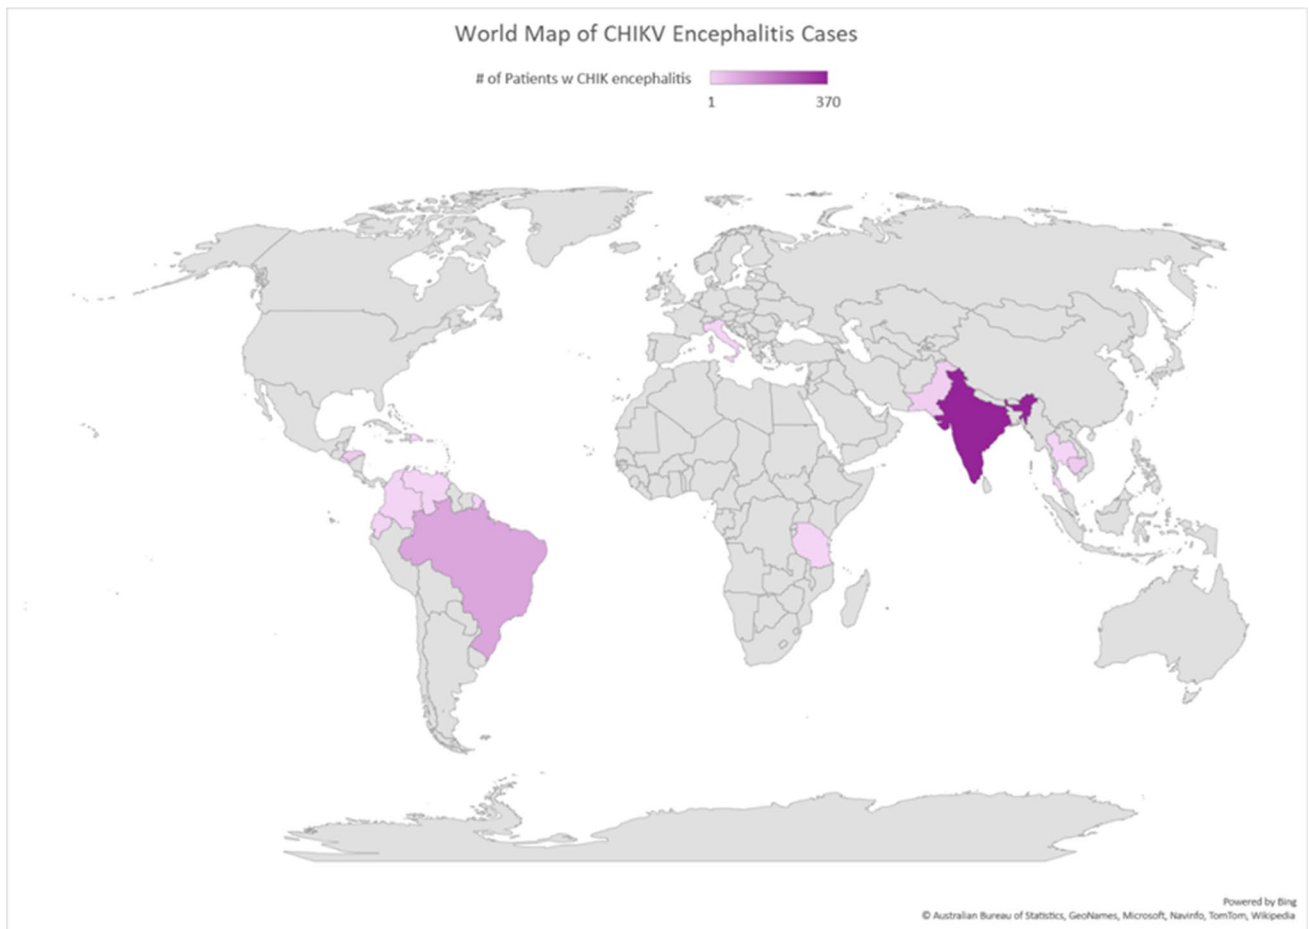 World Map of CHIKV Encephalitis Cases
# of Patients w CHIK encephalitis
1 370
Powered by Bing
© Australian Bureau of Statistics, GeoNames, Microsoft, Navinfo, TomTom, Wikipedia